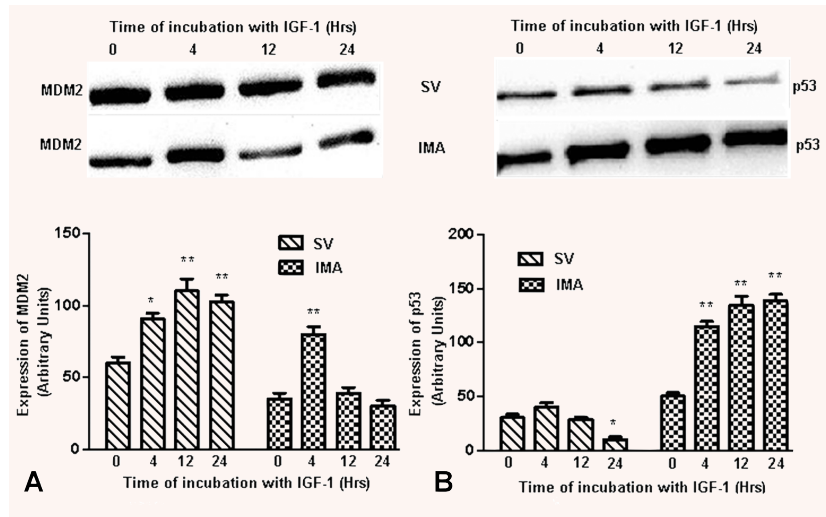 Time of incubation with IGF-1 (Hrs)
0 4 12 24
MDM2
MDM2
Time of incubation with IGF-1 (Hrs)
0 4 12 24
SV p53
IMA p53
150
100
50
0
Expression of MDM2
(Arbitrary Units)
SV
IMA
* ** **
**
0 4 12 24 0 4 12 24
Time of incubation with IGF-1 (Hrs)
A
200
150
100
50
0
Expression of p53
(Arbitrary Units)
SV
IMA
*
** ** **
0 4 12 24 0 4 12 24
Time of incubation with IGF-1 (Hrs)
B